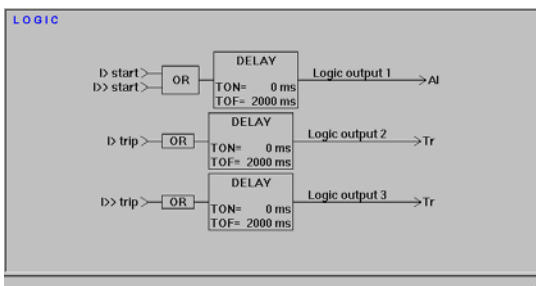 LOGIC
DELAY
I> start
I>> start
OR
TON= 0 ms
TOF= 2000 ms
Logic output 1
Al
DELAY
I> trip
OR
TON= 0 ms
TOF= 2000 ms
Logic output 2
Tr
DELAY
I>> trip
OR
TON= 0 ms
TOF= 2000 ms
Logic output 3
Tr